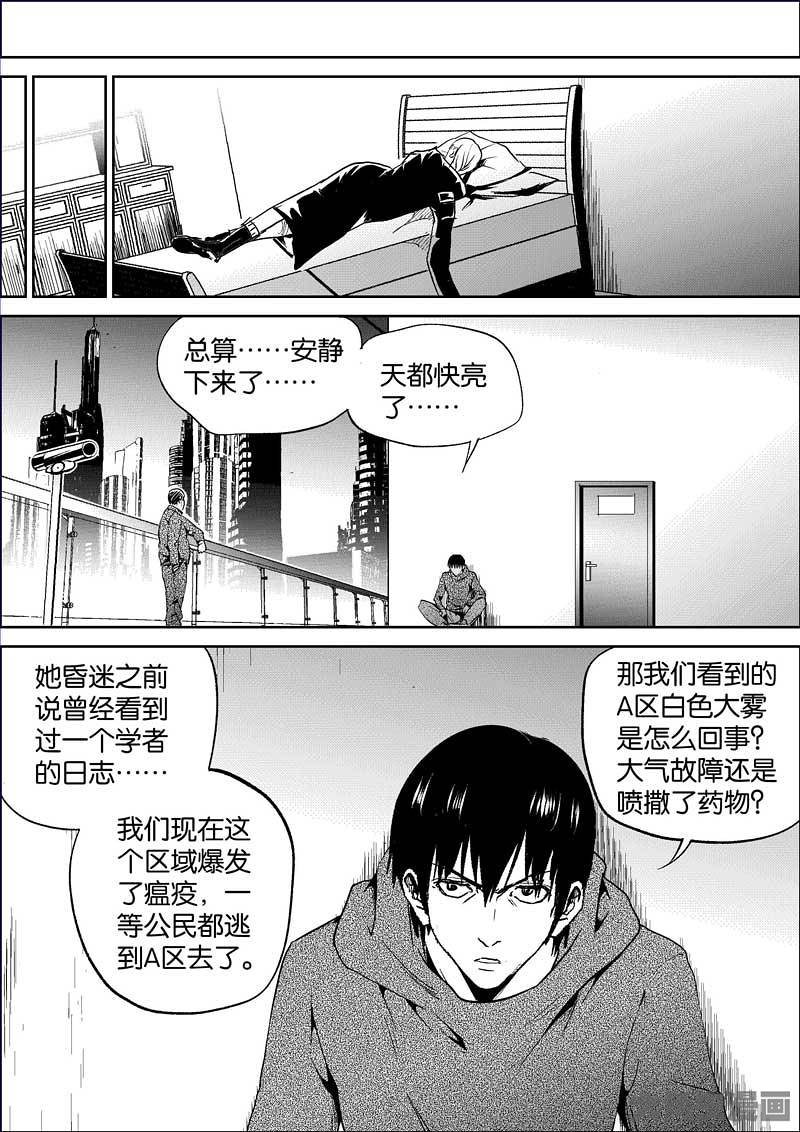 总算……安静
下来了……
天都快亮
了……
她昏迷之前
说曾经看到
过一个学者
的日志……
我们现在这
个区域爆发
了瘟疫，一
等公民都逃
到A区去了。
那我们看到的
A区白色大雾
是怎么回事？
大气故障还是
喷撒了药物？
漫画